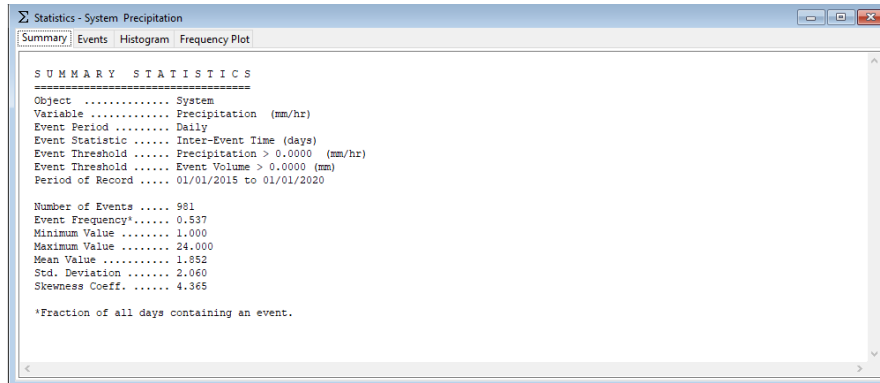 Σ Statistics - System Precipitation
Summary Events Histogram Frequency Plot
S U M M A R Y   S T A T I S T I C S
===================================
Object .............. System
Variable ............ Precipitation  (mm/hr)
Event Period ........ Daily
Event Statistic ...... Inter-Event Time (days)
Event Threshold ...... Precipitation > 0.0000  (mm/hr)
Event Threshold ...... Event Volume > 0.0000 (mm)
Period of Record ..... 01/01/2015 to 01/01/2020
Number of Events ..... 981
Event Frequency*...... 0.537
Minimum Value ........ 1.000
Maximum Value ........ 24.000
Mean Value ........... 1.852
Std. Deviation ....... 2.060
Skewness Coeff. ...... 4.365
*Fraction of all days containing an event.